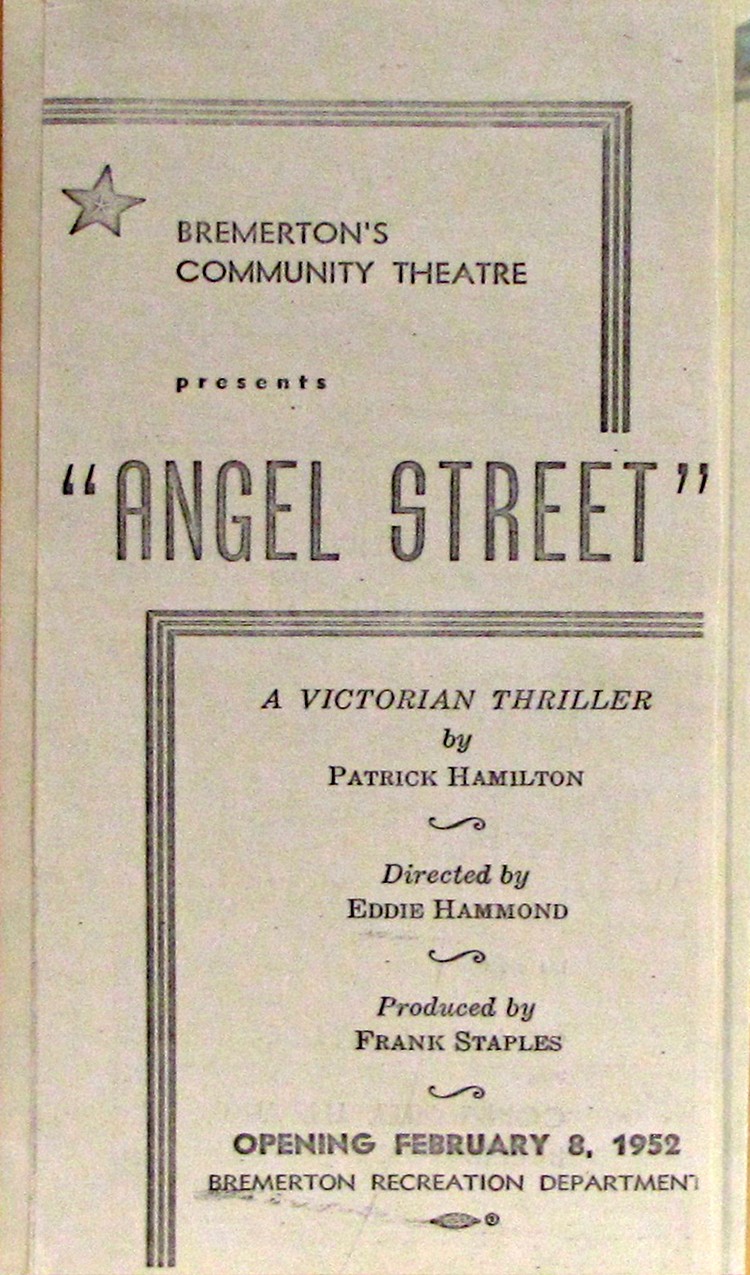 BREMERTON'S
COMMUNITY THEATRE
presents
“ANGEL STREET”
A VICTORIAN THRILLER
by
PATRICK HAMILTON
Directed by
EDDIE HAMMOND
Produced by
FRANK STAPLES
OPENING FEBRUARY 8, 1952
BREMERTON RECREATION DEPARTMENT